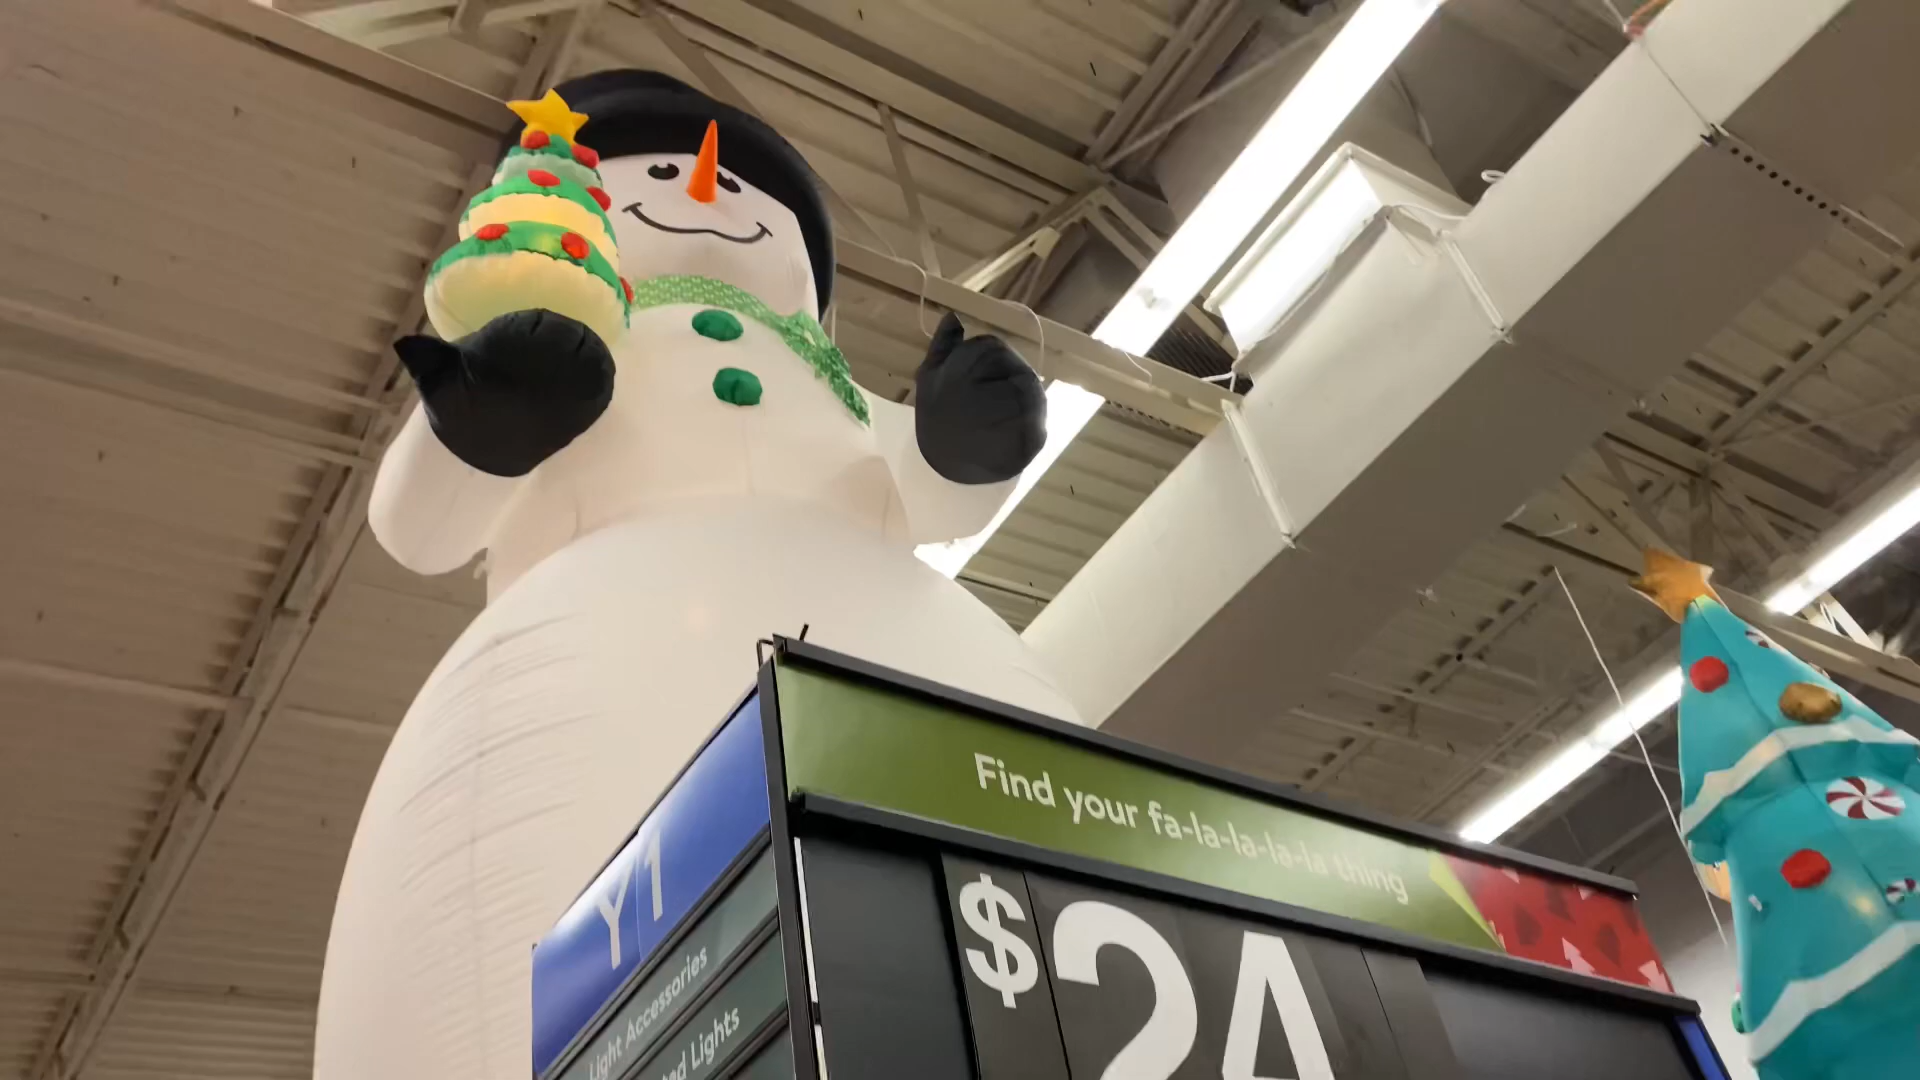 Find your fa-la-la-la-la thing
$24
Y1
Light Accessories
Lights